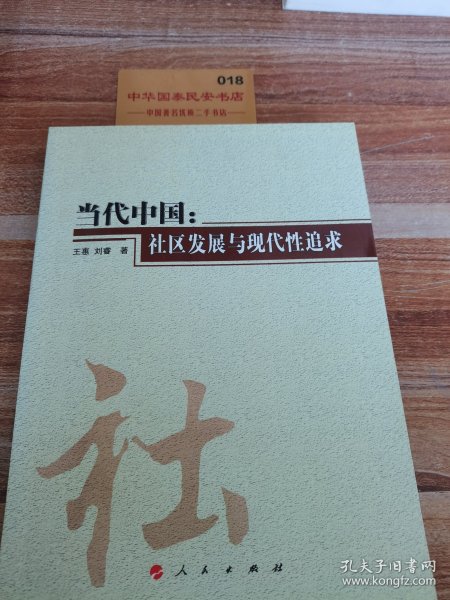 018
中华国泰民安书店
中国著名优质二手书店
当代中国：
社区发展与现代性追求
王惠 刘睿 著
社
人民出版社
孔夫子旧书网
www.kongfz.com